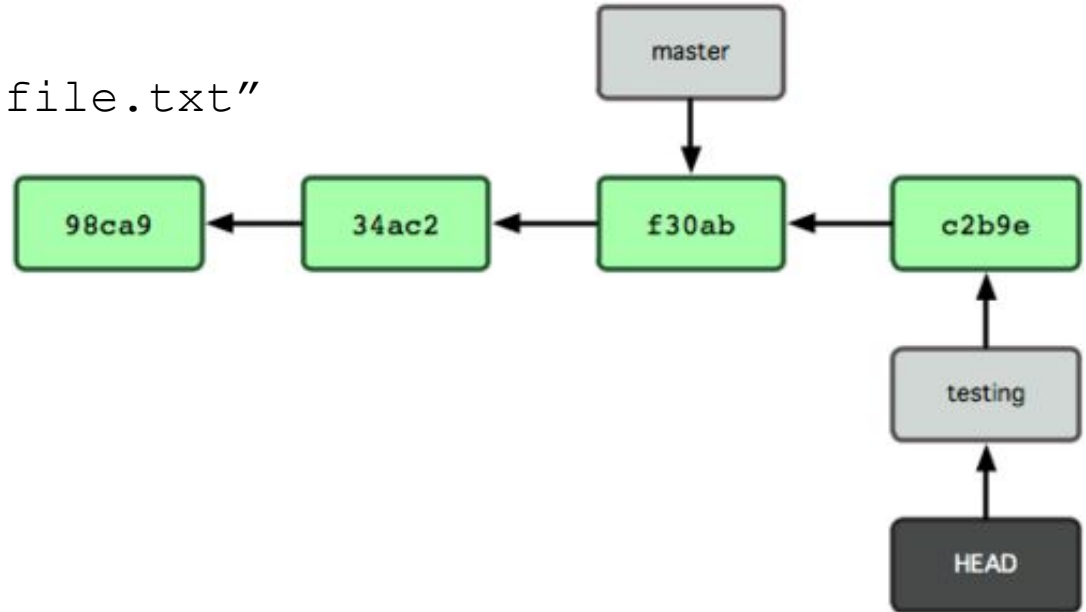 master
file.txt”
98ca9 34ac2 f30ab c2b9e
testing
HEAD